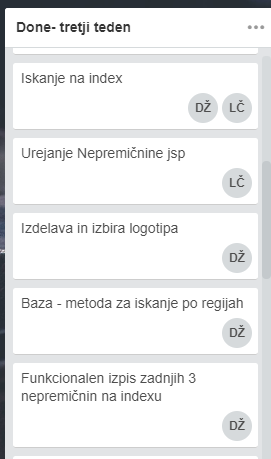 Done- tretji teden
Iskanje na index
DŽ LČ
Urejanje Nepremičnine jsp
LČ
Izdelava in izbira logotipa
DŽ
Baza - metoda za iskanje po regijah
DŽ
Funkcionalen izpis zadnjih 3
nepremičnin na indexu
DŽ